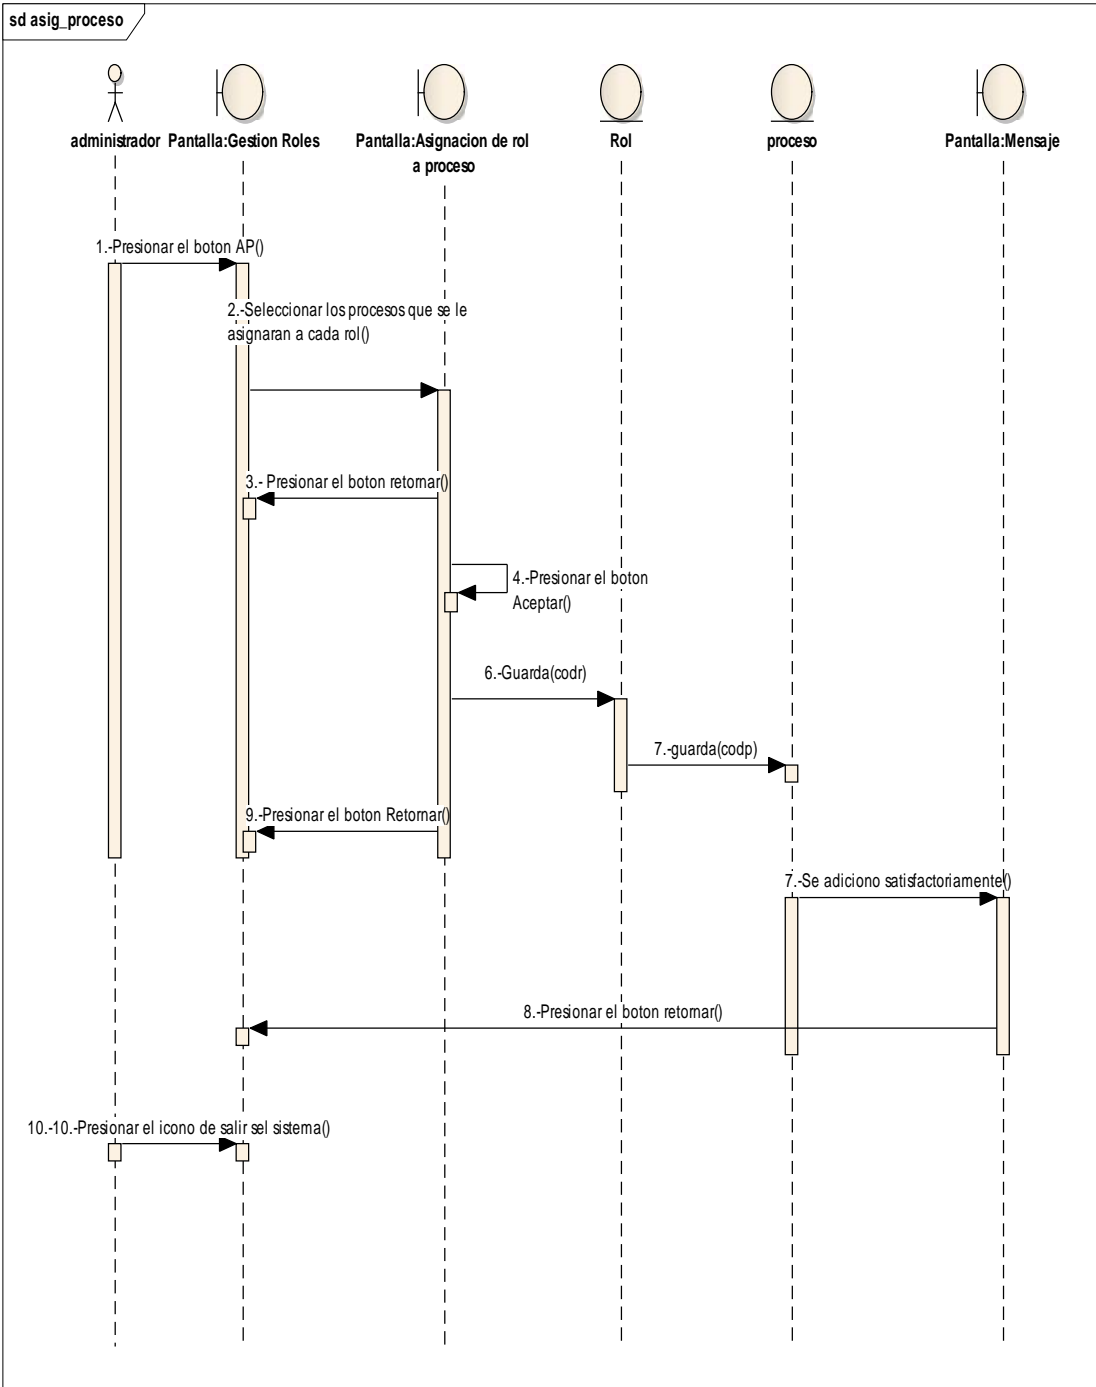 sd asig_proceso
administrador
Pantalla:Gestion Roles
Pantalla:Asignacion de rol
a proceso
Rol
proceso
Pantalla:Mensaje
1.-Presionar el boton AP()
2.-Seleccionar los procesos que se le
asignaran a cada rol()
3.- Presionar el boton retornar()
4.-Presionar el boton
Aceptar()
6.-Guarda(codr)
7.-guarda(codp)
9.-Presionar el boton Retornar()
7.-Se adiciono satisfactoriamente()
8.-Presionar el boton retornar()
10.-10.-Presionar el icono de salir sel sistema()